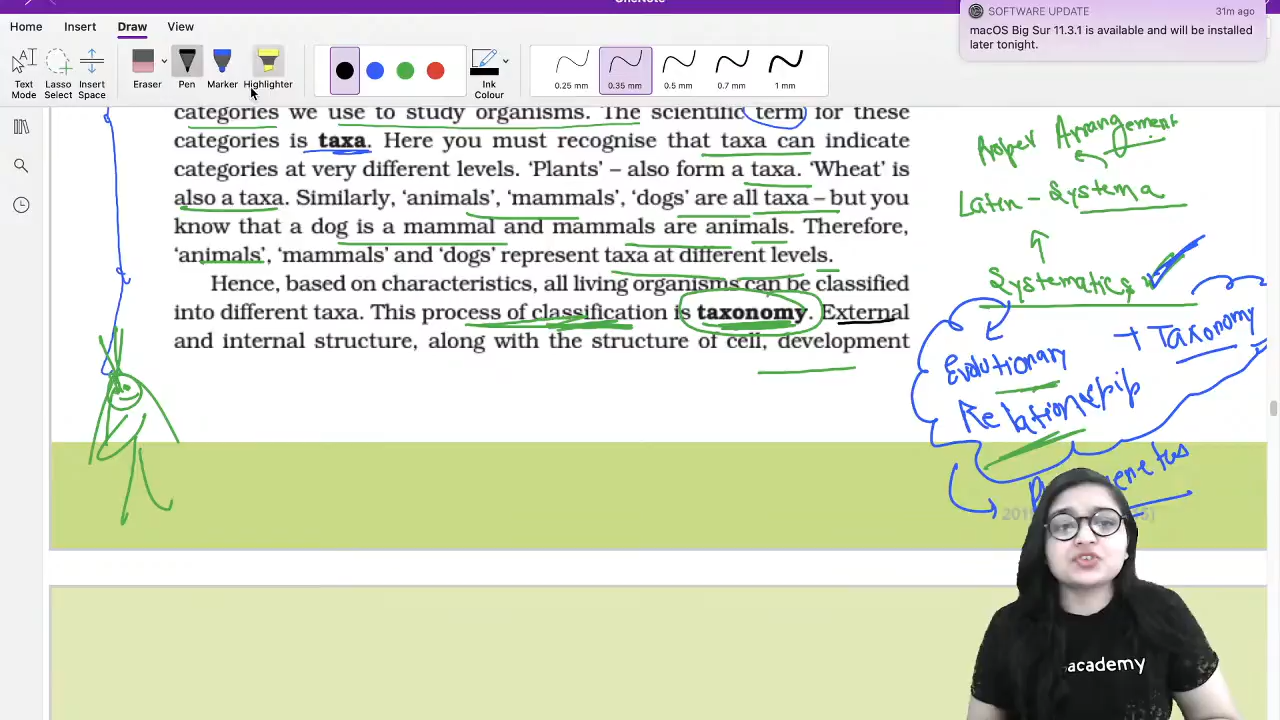 OneNote
SOFTWARE UPDATE 31m ago
macOS Big Sur 11.3.1 is available and will be installed
later tonight.
Home Insert Draw View
Text Mode
Lasso Select
Insert Space
Eraser
Pen
Marker
Highlighter
Ink Colour
0.25 mm 0.35 mm 0.5 mm 0.7 mm 1 mm
categories we use to study organisms. The scientific term for these
categories is taxa. Here you must recognise that taxa can indicate
categories at very different levels. ‘Plants’ – also form a taxa. ‘Wheat’ is
also a taxa. Similarly, ‘animals’, ‘mammals’, ‘dogs’ are all taxa – but you
know that a dog is a mammal and mammals are animals. Therefore,
‘animals’, ‘mammals’ and ‘dogs’ represent taxa at different levels.
Hence, based on characteristics, all living organisms can be classified
into different taxa. This process of classification is taxonomy. External
and internal structure, along with the structure of cell, development
Proper Arrangement
Latin – Systema
Systematics
Evolutionary
+ Taxonomy
Relationship
academy